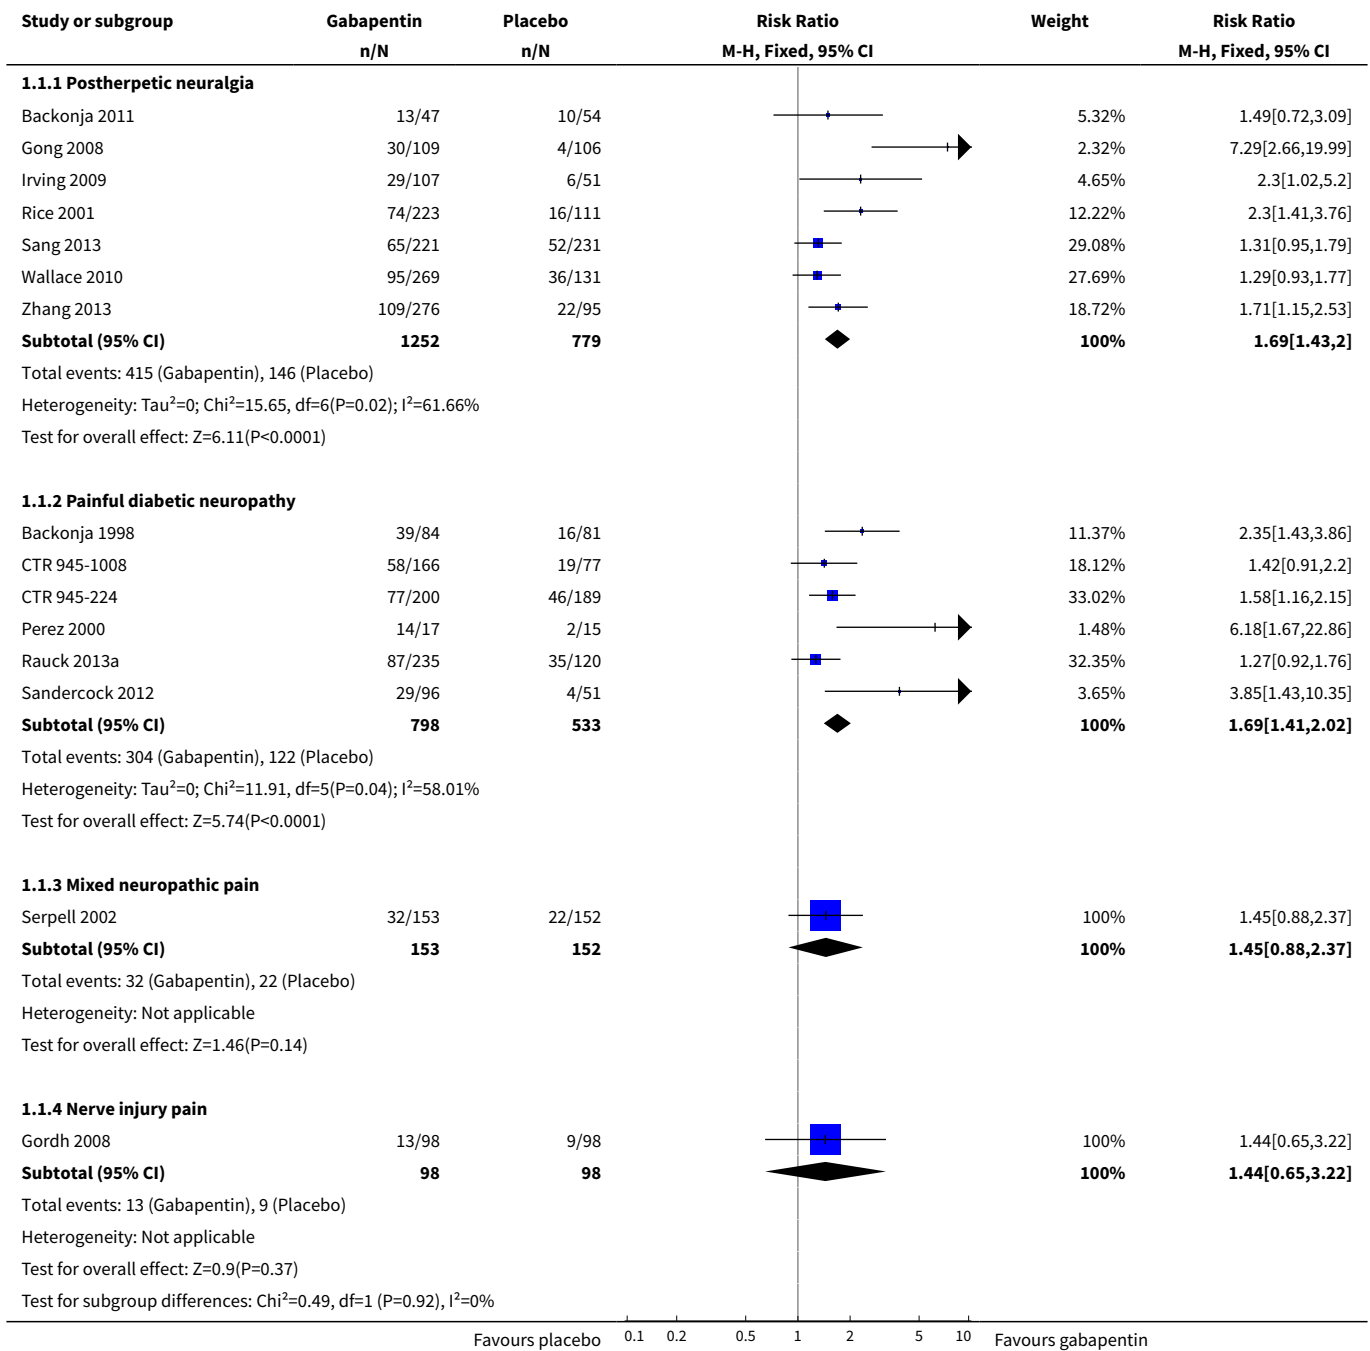 Study or subgroup Gabapentin Placebo Risk Ratio Weight Risk Ratio
n/N n/N M-H, Fixed, 95% CI M-H, Fixed, 95% CI
1.1.1 Postherpetic neuralgia
Backonja 2011 13/47 10/54 5.32% 1.49[0.72,3.09]
Gong 2008 30/109 4/106 2.32% 7.29[2.66,19.99]
Irving 2009 29/107 6/51 4.65% 2.3[1.02,5.2]
Rice 2001 74/223 16/111 12.22% 2.3[1.41,3.76]
Sang 2013 65/221 52/231 29.08% 1.31[0.95,1.79]
Wallace 2010 95/269 36/131 27.69% 1.29[0.93,1.77]
Zhang 2013 109/276 22/95 18.72% 1.71[1.15,2.53]
Subtotal (95% CI) 1252 779 100% 1.69[1.43,2]
Total events: 415 (Gabapentin), 146 (Placebo)
Heterogeneity: Tau²=0; Chi²=15.65, df=6(P=0.02); I²=61.66%
Test for overall effect: Z=6.11(P<0.0001)
1.1.2 Painful diabetic neuropathy
Backonja 1998 39/84 16/81 11.37% 2.35[1.43,3.86]
CTR 945-1008 58/166 19/77 18.12% 1.42[0.91,2.2]
CTR 945-224 77/200 46/189 33.02% 1.58[1.16,2.15]
Perez 2000 14/17 2/15 1.48% 6.18[1.67,22.86]
Rauck 2013a 87/235 35/120 32.35% 1.27[0.92,1.76]
Sandercock 2012 29/96 4/51 3.65% 3.85[1.43,10.35]
Subtotal (95% CI) 798 533 100% 1.69[1.41,2.02]
Total events: 304 (Gabapentin), 122 (Placebo)
Heterogeneity: Tau²=0; Chi²=11.91, df=5(P=0.04); I²=58.01%
Test for overall effect: Z=5.74(P<0.0001)
1.1.3 Mixed neuropathic pain
Serpell 2002 32/153 22/152 100% 1.45[0.88,2.37]
Subtotal (95% CI) 153 152 100% 1.45[0.88,2.37]
Total events: 32 (Gabapentin), 22 (Placebo)
Heterogeneity: Not applicable
Test for overall effect: Z=1.46(P=0.14)
1.1.4 Nerve injury pain
Gordh 2008 13/98 9/98 100% 1.44[0.65,3.22]
Subtotal (95% CI) 98 98 100% 1.44[0.65,3.22]
Total events: 13 (Gabapentin), 9 (Placebo)
Heterogeneity: Not applicable
Test for overall effect: Z=0.9(P=0.37)
Test for subgroup differences: Chi²=0.49, df=1 (P=0.92), I²=0%
Favours placebo 0.1 0.2 0.5 1 2 5 10 Favours gabapentin